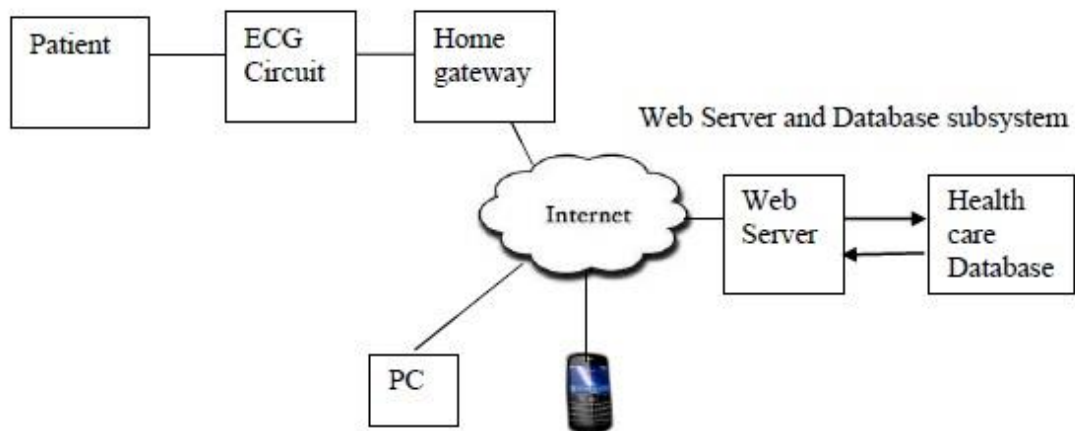 Patient
ECG
Circuit
Home
gateway
Web Server and Database subsystem
Internet
Web
Server
Health
care
Database
PC